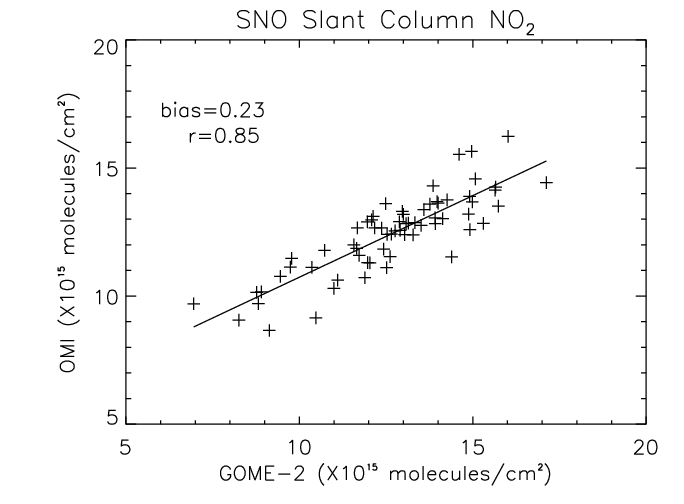 SNO Slant Column NO₂
20
bias=0.23
r=0.85
15
10
5
OMI (X10¹⁵ molecules/cm²)
5 10 15 20
GOME−2 (X10¹⁵ molecules/cm²)